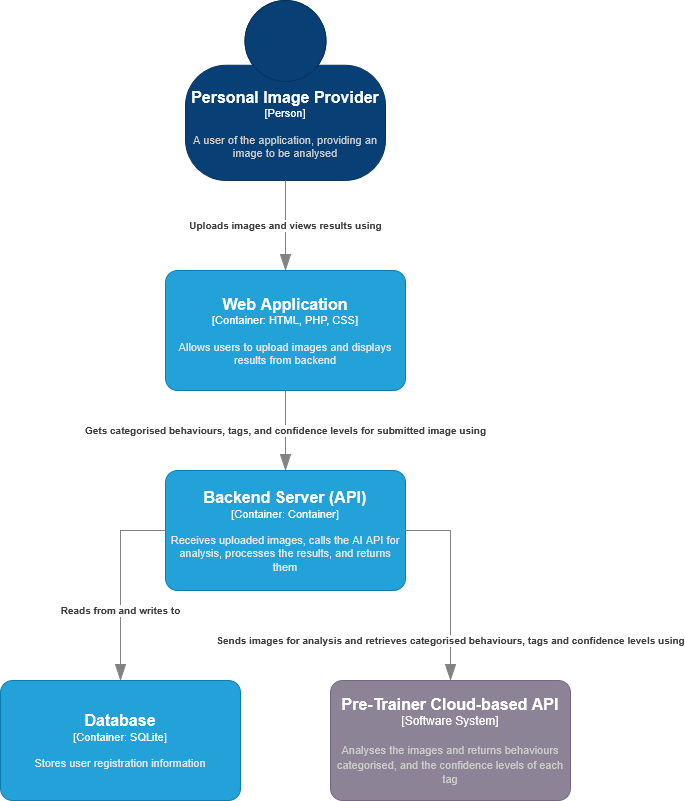 Personal Image Provider
[Person]
A user of the application, providing an
image to be analysed
Uploads images and views results using
Web Application
[Container: HTML, PHP, CSS]
Allows users to upload images and displays
results from backend
Gets categorised behaviours, tags, and confidence levels for submitted image using
Backend Server (API)
[Container: Container]
Receives uploaded images, calls the AI API for
analysis, processes the results, and returns
them
Reads from and writes to
Sends images for analysis and retrieves categorised behaviours, tags and confidence levels using
Database
[Container: SQLite]
Stores user registration information
Pre-Trainer Cloud-based API
[Software System]
Analyses the images and returns behaviours
categorised, and the confidence levels of each
tag